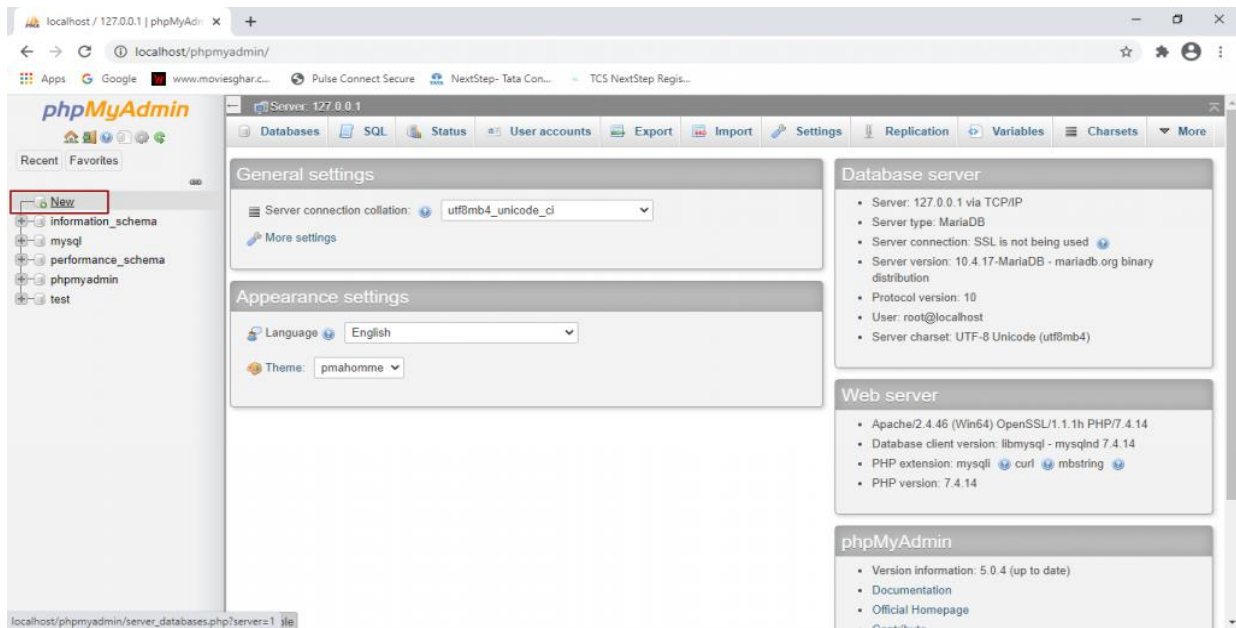 localhost / 127.0.0.1 | phpMyAdm
localhost/phpmyadmin/
Apps Google www.moviesghar.c... Pulse Connect Secure NextStep- Tata Con... TCS NextStep Regis...
phpMyAdmin
Recent Favorites
New
information_schema
mysql
performance_schema
phpmyadmin
test
Server: 127.0.0.1
Databases SQL Status User accounts Export Import Settings Replication Variables Charsets More
General settings
Server connection collation: utf8mb4_unicode_ci
More settings
Appearance settings
Language English
Theme: pmahomme
Database server
Server: 127.0.0.1 via TCP/IP
Server type: MariaDB
Server connection: SSL is not being used
Server version: 10.4.17-MariaDB - mariadb.org binary
distribution
Protocol version: 10
User: root@localhost
Server charset: UTF-8 Unicode (utf8mb4)
Web server
Apache/2.4.46 (Win64) OpenSSL/1.1.1h PHP/7.4.14
Database client version: libmysql - mysqlnd 7.4.14
PHP extension: mysqli curl mbstring
PHP version: 7.4.14
phpMyAdmin
Version information: 5.0.4 (up to date)
Documentation
Official Homepage
Contribute
localhost/phpmyadmin/server_databases.php?server=1